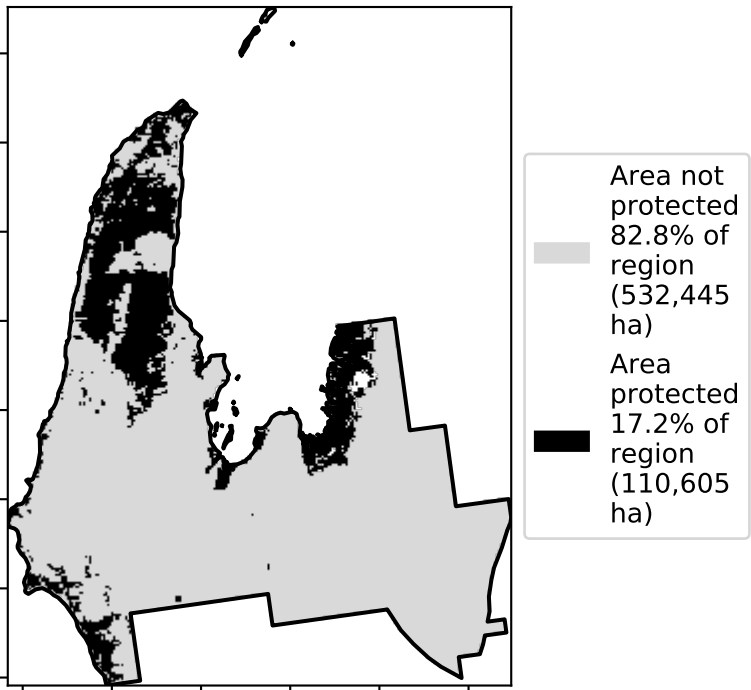 Area not
protected
82.8% of
region
(532,445
ha)
Area
protected
17.2% of
region
(110,605
ha)